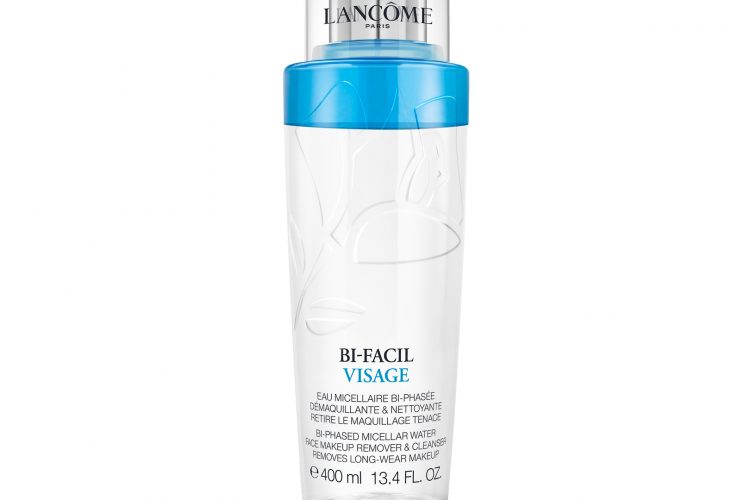 LANCÔME
PARIS
BI-FACIL
VISAGE
EAU MICELLAIRE BI-PHASÉE
DÉMAQUILLANTE & NETTOYANTE
RETIRE LE MAQUILLAGE TENACE
BI-PHASED MICELLAR WATER
FACE MAKEUP REMOVER & CLEANSER
REMOVES LONG-WEAR MAKEUP
℮ 400 ml 13.4 FL. OZ.